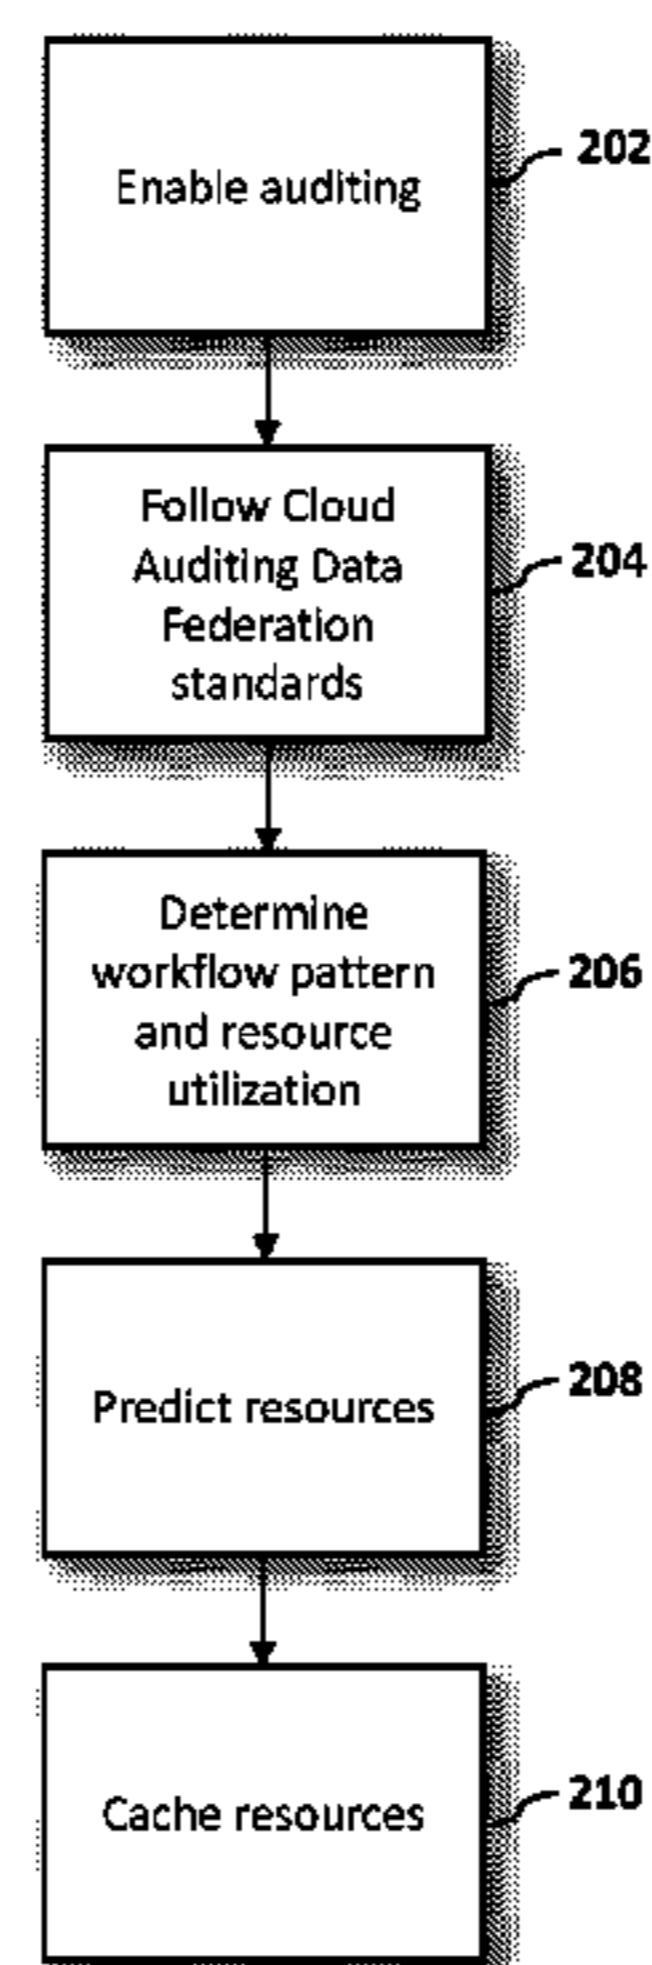 Enable auditing
202
Follow Cloud
Auditing Data
Federation
standards
204
Determine
workflow pattern
and resource
utilization
206
Predict resources
208
Cache resources
210